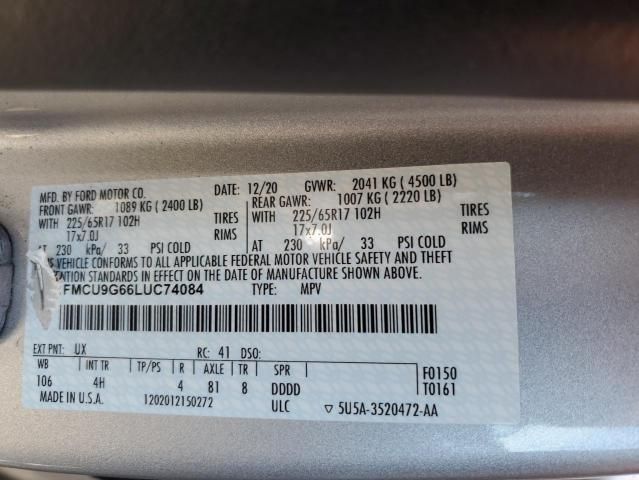 MFD. BY FORD MOTOR CO. DATE: 12/20 GVWR: 2041 KG ( 4500 LB)
FRONT GAWR: 1089 KG ( 2400 LB) REAR GAWR: 1007 KG ( 2220 LB)
WITH 225/65R17 102H TIRES WITH 225/65R17 102H TIRES
17x7.0J RIMS 17x7.0J RIMS
AT 230 kPa/ 33 PSI COLD AT 230 kPa/ 33 PSI COLD
VEHICLE CONFORMS TO ALL APPLICABLE FEDERAL MOTOR VEHICLE SAFETY AND THEFT
PREVENTION STANDARDS IN EFFECT ON THE DATE OF MANUFACTURE SHOWN ABOVE.
FMCU9G66LUC74084 TYPE: MPV
EXT PNT: UX RC: 41 DSO:
WB INT TR TP/PS R AXLE TR SPR F0150
106 4H 4 81 8 DDDD T0161
MADE IN U.S.A. 1202012150272 ULC ▽ 5U5A-3520472-AA